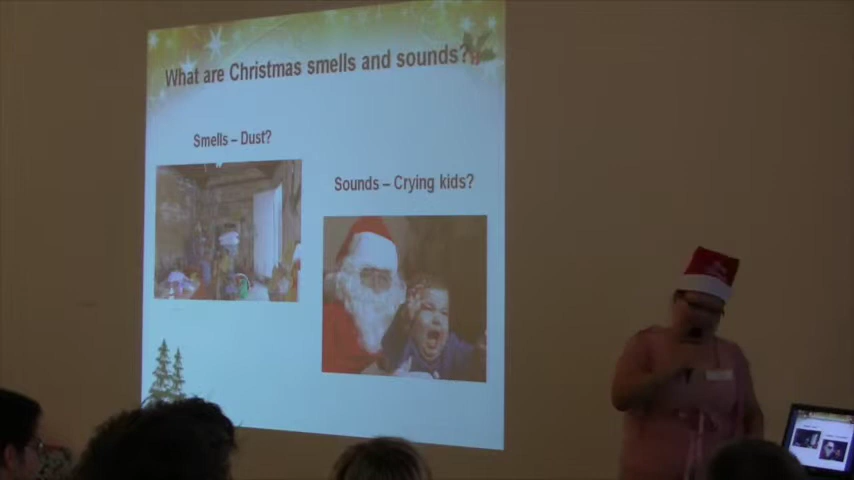 What are Christmas smells and sounds?
Smells – Dust?
Sounds – Crying kids?